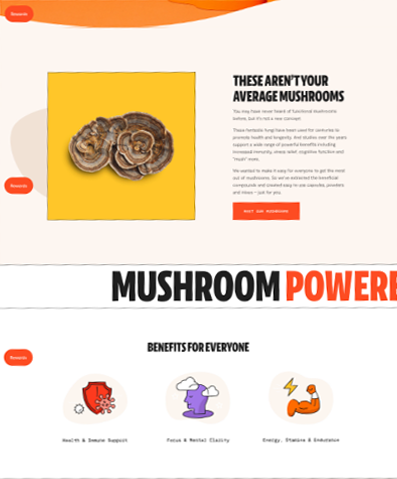 Rewards
THESE AREN'T YOUR
AVERAGE MUSHROOMS
You may have never heard of functional mushrooms
before, but it's not a new concept.
These fantastic fungi have been used for centuries to
promote health and longevity. And studies over the years
support a wide range of powerful benefits including
increased immunity, stress relief, cognitive function and
"mush" more.
We wanted to make it easy for everyone to get the most
out of mushrooms. So we've extracted the beneficial
compounds and created easy to use capsules, powders
and mixes – just for you.
Rewards
MEET OUR MUSHROOMS
MUSHROOM POWERE
BENEFITS FOR EVERYONE
Rewards
Health & Immune Support
Focus & Mental Clarity
Energy, Stamina & Endurance